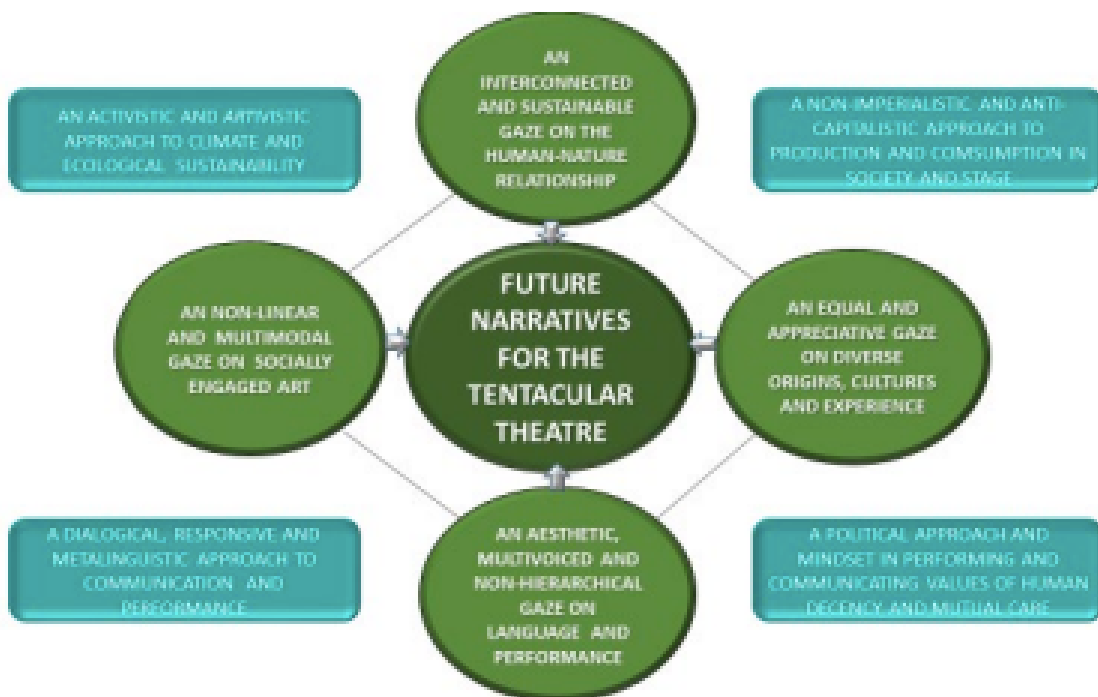 AN
INTERCONNECTED
AND SUSTAINABLE
GAZE ON THE
HUMAN-NATURE
RELATIONSHIP
AN ACTIVISTIC AND ARTIVISTIC
APPROACH TO CLIMATE AND
ECOLOGICAL SUSTAINABILITY
A NON-IMPERIALISTIC AND ANTI-
CAPITALISTIC APPROACH TO
PRODUCTION AND COMSUMPTION IN
SOCIETY AND STAGE
AN NON-LINEAR
AND MULTIMODAL
GAZE ON SOCIALLY
ENGAGED ART
FUTURE
NARRATIVES
FOR THE
TENTACULAR
THEATRE
AN EQUAL AND
APPRECIATIVE GAZE
ON DIVERSE
ORIGINS, CULTURES
AND EXPERIENCE
A DIALOGICAL, RESPONSIVE AND
METALINGUISTIC APPROACH TO
COMMUNICATION AND
PERFORMANCE
AN AESTHETIC,
MULTIVOICED AND
NON-HIERARCHICAL
GAZE ON
LANGUAGE AND
PERFORMANCE
A POLITICAL APPROACH AND
MINDSET IN PERFORMING AND
COMMUNICATING VALUES OF HUMAN
DECENCY AND MUTUAL CARE